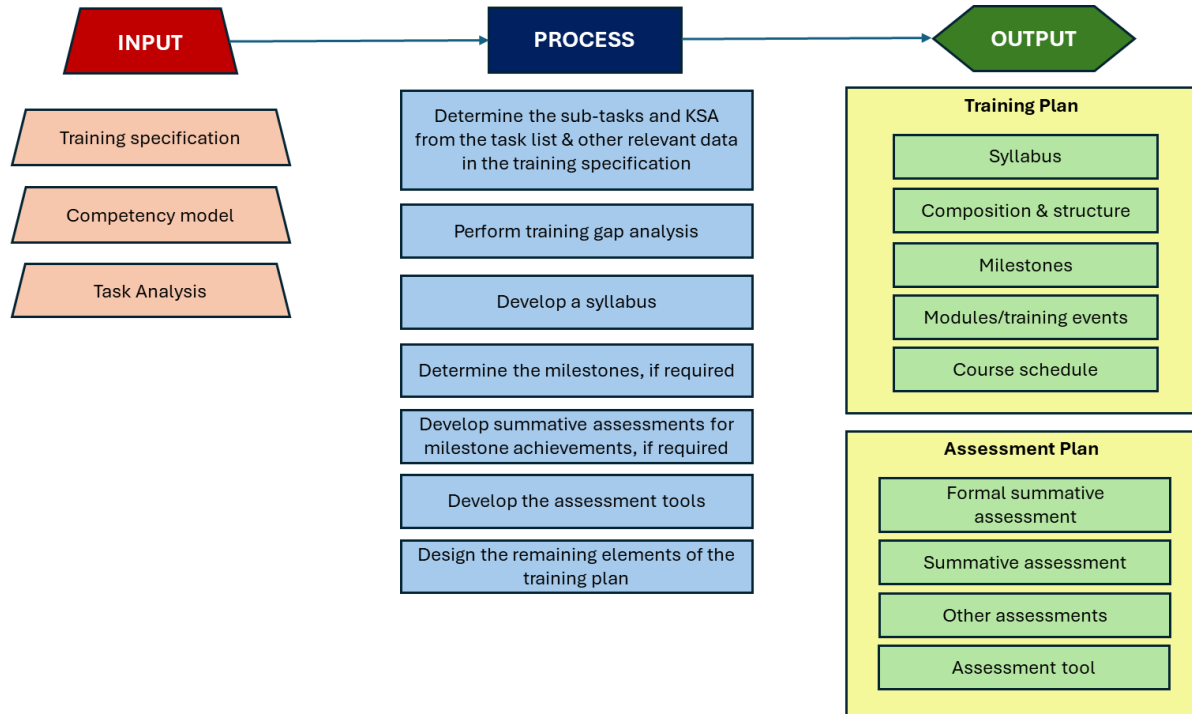 INPUT
PROCESS
OUTPUT
Training specification
Competency model
Task Analysis
Determine the sub-tasks and KSA
from the task list & other relevant data
in the training specification
Perform training gap analysis
Develop a syllabus
Determine the milestones, if required
Develop summative assessments for
milestone achievements, if required
Develop the assessment tools
Design the remaining elements of the
training plan
Training Plan
Syllabus
Composition & structure
Milestones
Modules/training events
Course schedule
Assessment Plan
Formal summative
assessment
Summative assessment
Other assessments
Assessment tool